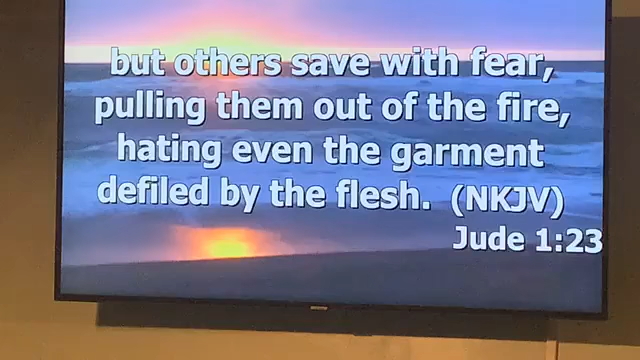 but others save with fear,
pulling them out of the fire,
hating even the garment
defiled by the flesh. (NKJV)
Jude 1:23